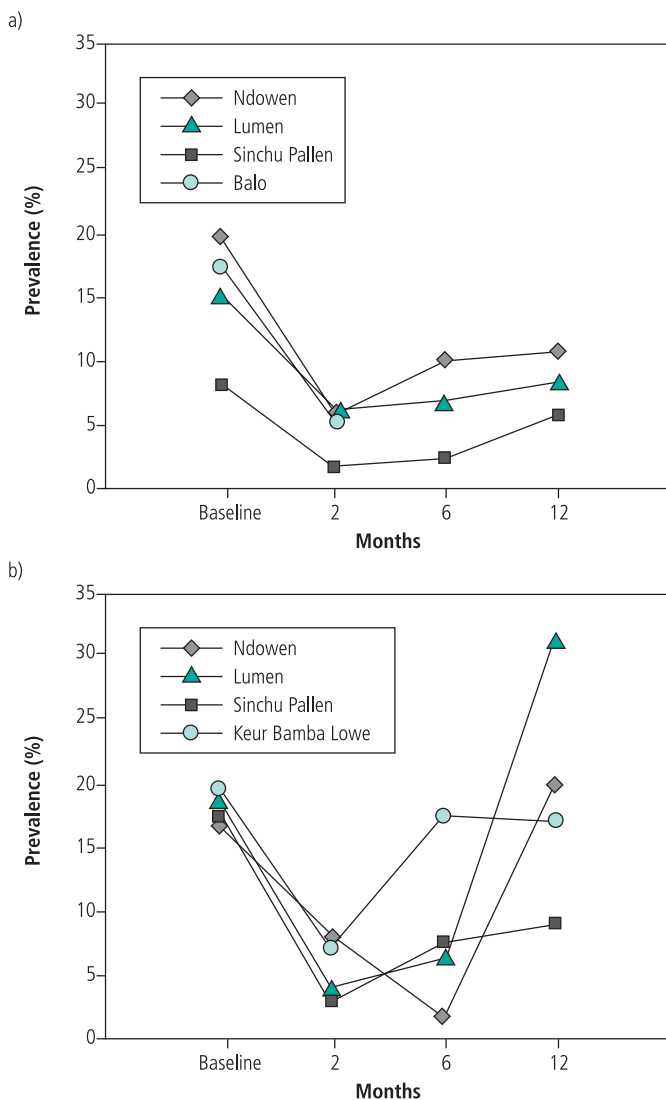 a)
35
30
25
20
15
10
5
0
Prevalence (%)
Ndowen
Lumen
Sinchu Pallen
Balo
Baseline 2 6 12
Months
b)
35
30
25
20
15
10
5
0
Prevalence (%)
Ndowen
Lumen
Sinchu Pallen
Keur Bamba Lowe
Baseline 2 6 12
Months